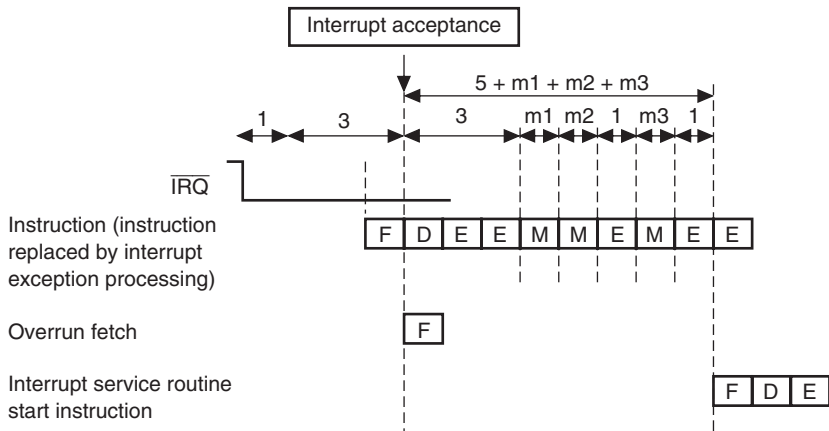 Interrupt acceptance
5 + m1 + m2 + m3
1 3 3 m1 m2 1 m3 1
IRQ
Instruction (instruction
replaced by interrupt
exception processing)
F D E E M M E M E E
Overrun fetch
F
Interrupt service routine
start instruction
F D E